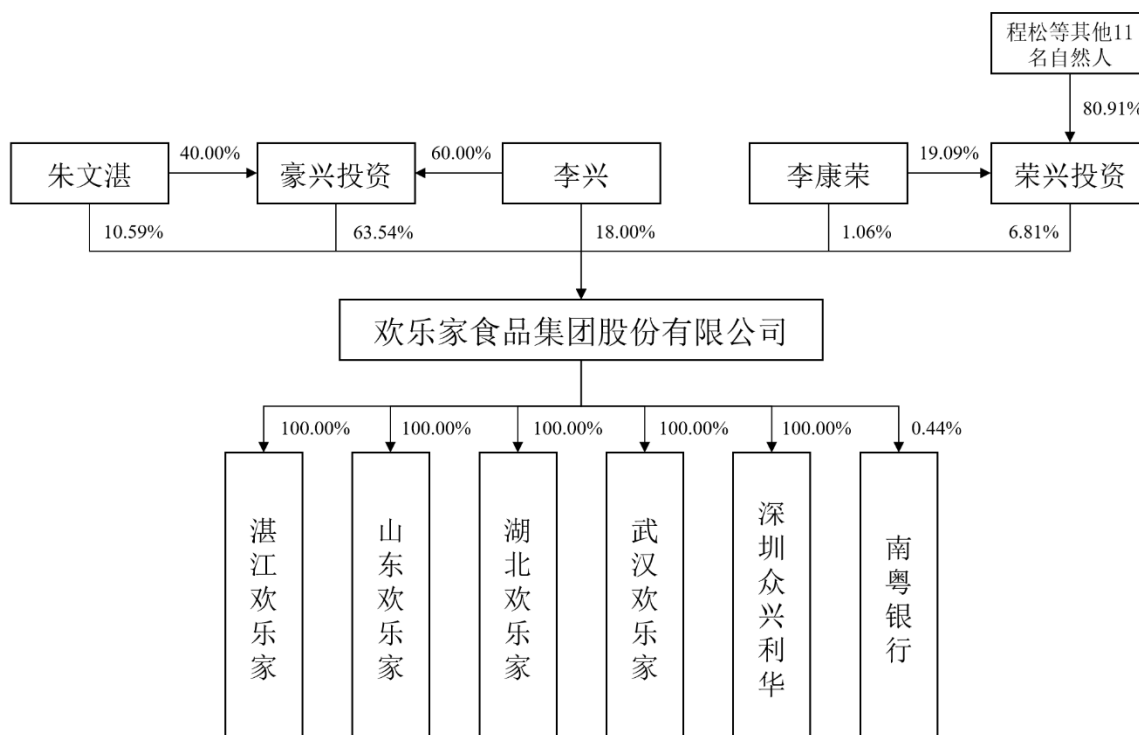 程松等其他11
名自然人
80.91%
朱文湛
40.00%
豪兴投资
60.00%
李兴
李康荣
19.09%
荣兴投资
10.59%
63.54%
18.00%
1.06%
6.81%
欢乐家食品集团股份有限公司
100.00%
100.00%
100.00%
100.00%
100.00%
0.44%
湛江欢乐家
山东欢乐家
湖北欢乐家
武汉欢乐家
深圳众兴利华
南粤银行